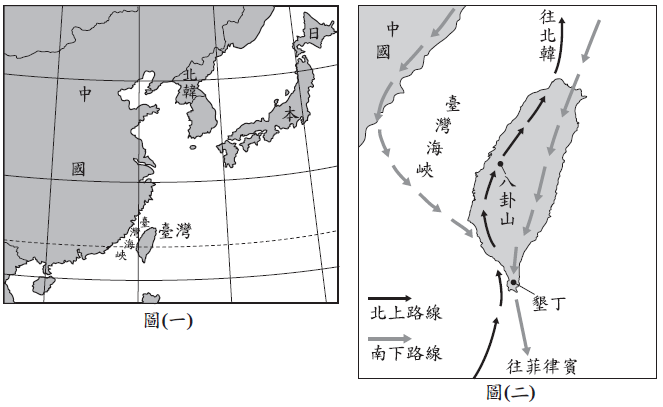 日
北韓
中
本
國
臺灣海峽
臺灣
圖(一)
往北韓
中國
臺灣海峽
八卦山
墾丁
北上路線
南下路線
往菲律賓
圖(二)